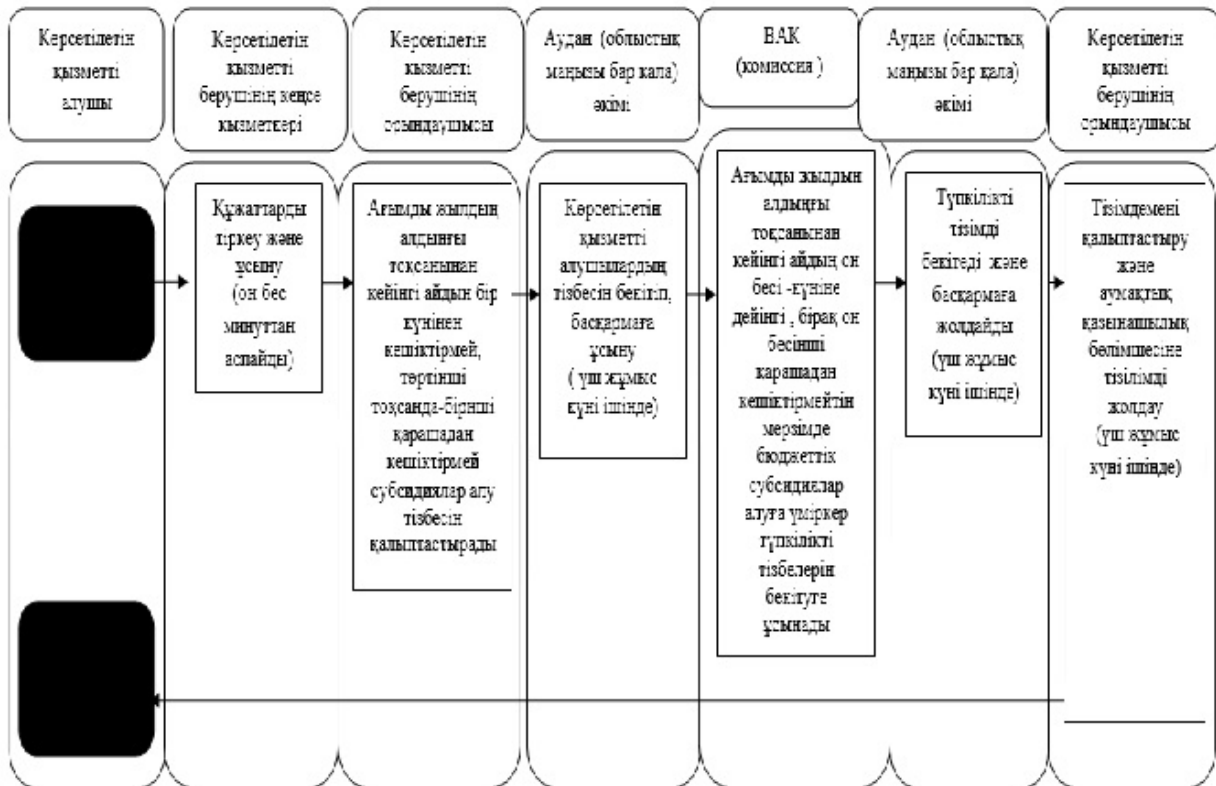 Көрсетілетін
қызметті
алушы
Көрсетілетін
қызметті
берушінің кеңсе
қызметкері
Көрсетілетін
қызметті
берушінің
орындаушысы
Аудан (облыстық
маңызы бар қала)
әкімі
ВАК
(комиссия )
Аудан (облыстық
маңызы бар қала)
әкімі
Көрсетілетін
қызметті
берушінің
орындаушысы
Құжаттарды
тіркеу және
ұсыну
(он бес
минуттан
аспайды)
Ағымды жылдың
алдынғы
тоқсанынан
кейінгі айдың бір
күнінен
кешіктірмей,
төртінші
тоқсанда-бірнші
қарашадан
кешіктірмей
субсидиялар алу
тізбесін
қалыптастырады
Көрсетілетін
қызметті
алушылардың
тізбесін бекітіп,
басқармаға
ұсыну
( үш жұмыс
күні ішінде)
Ағымды жылдың
алдыңғы
тоқсанынан
кейінгі айдың он
бесі -күніне
дейінгі , бірақ он
бесінші
қарашадан
кешіктірмейтін
мерзімде
бюджеттік
субсидиялар
алуға үміркер
түпкілікті
тізбелерін
бекітуге
ұсынады
Түпкілікті
тізімді
бекітеді және
басқармаға
жолдайды
(үш жұмыс
күні ішінде)
Тізімдемені
қалыптастыру
және
аумақтық
қазынашылық
бөлімшесіне
тізілімді
жолдау
(үш жұмыс
күні ішінде)